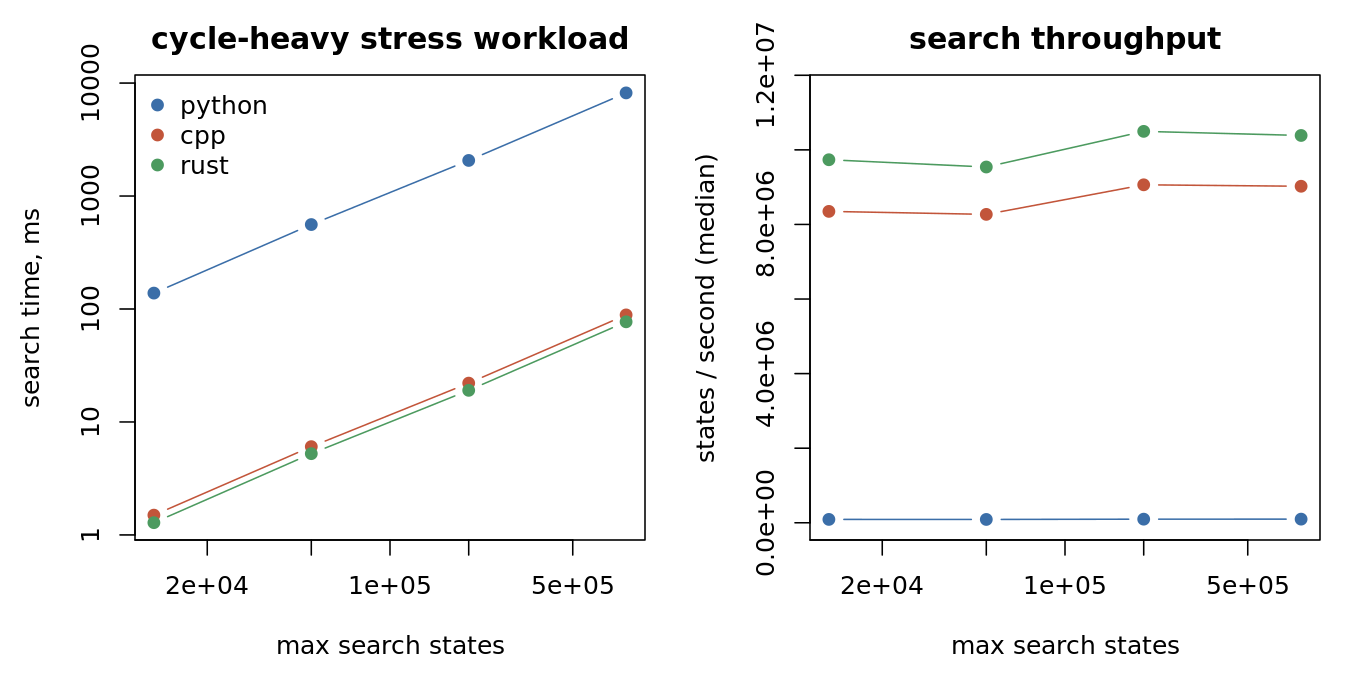 cycle-heavy stress workload
python
cpp
rust
search time, ms
10000
1000
100
10
1
2e+04
1e+05
5e+05
max search states
search throughput
states / second (median)
1.2e+07
8.0e+06
4.0e+06
0.0e+00
2e+04
1e+05
5e+05
max search states